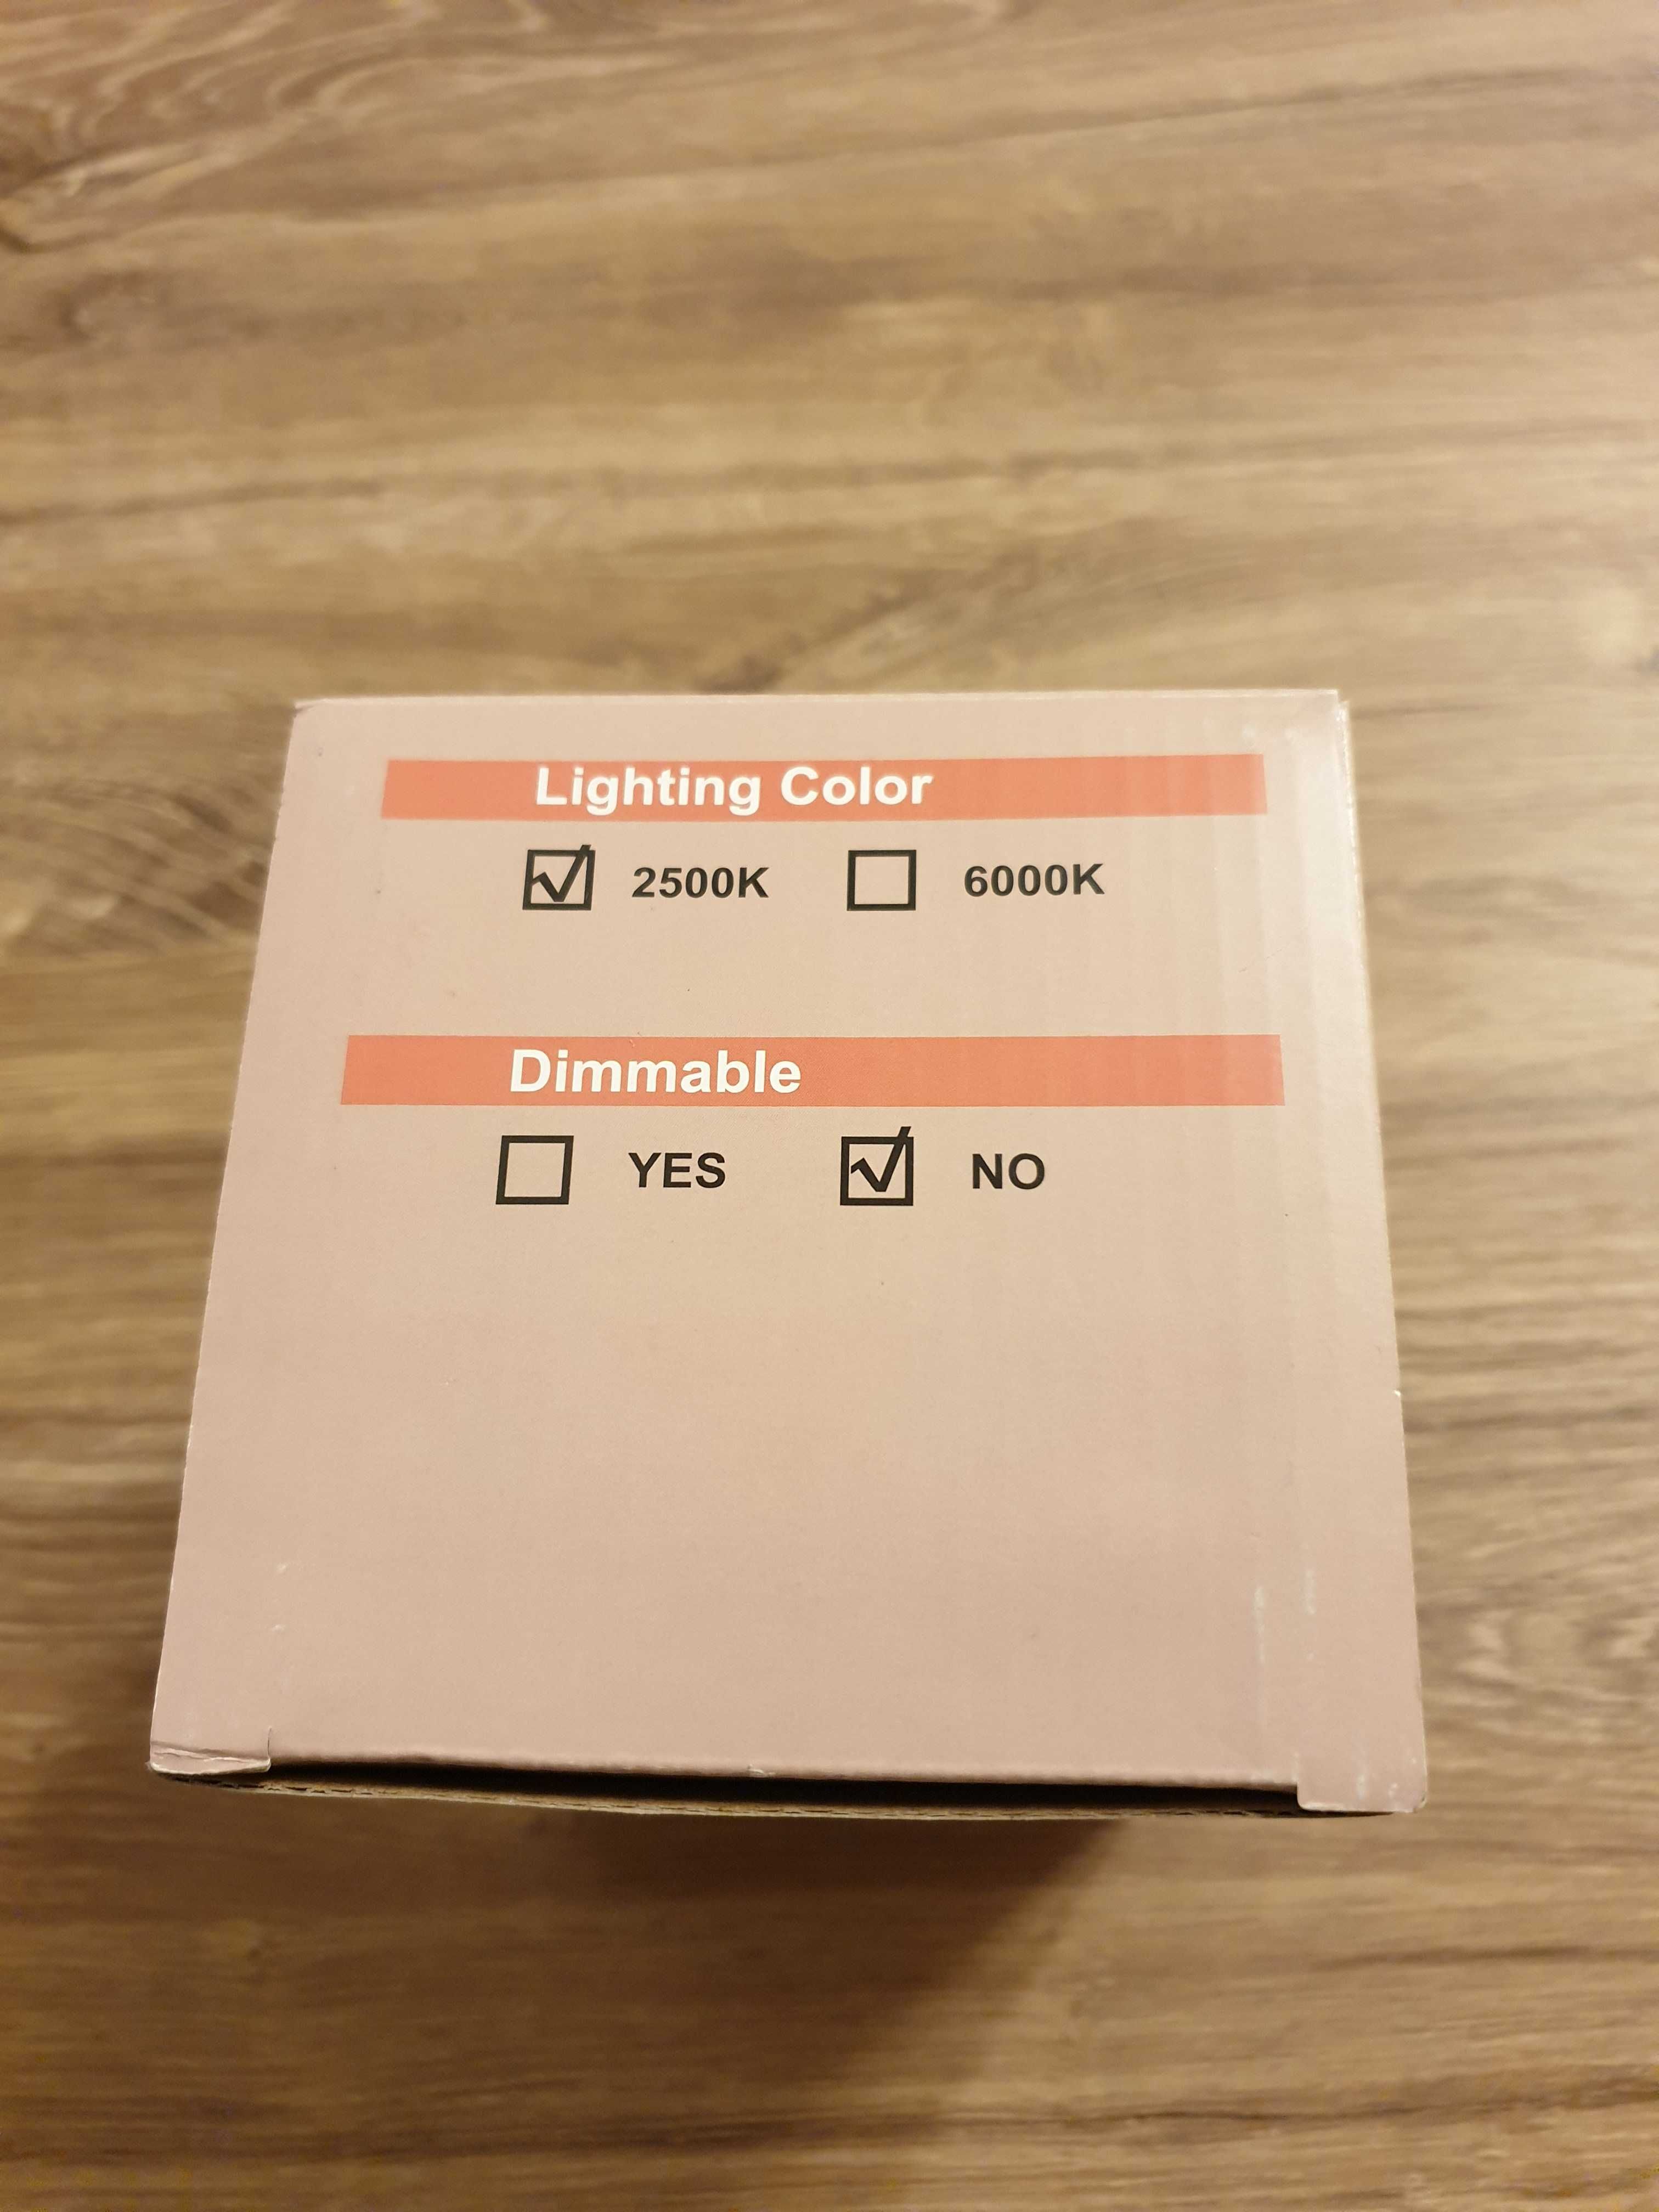 Lighting Color
☑ 2500K ☐ 6000K
Dimmable
☐ YES ☑ NO